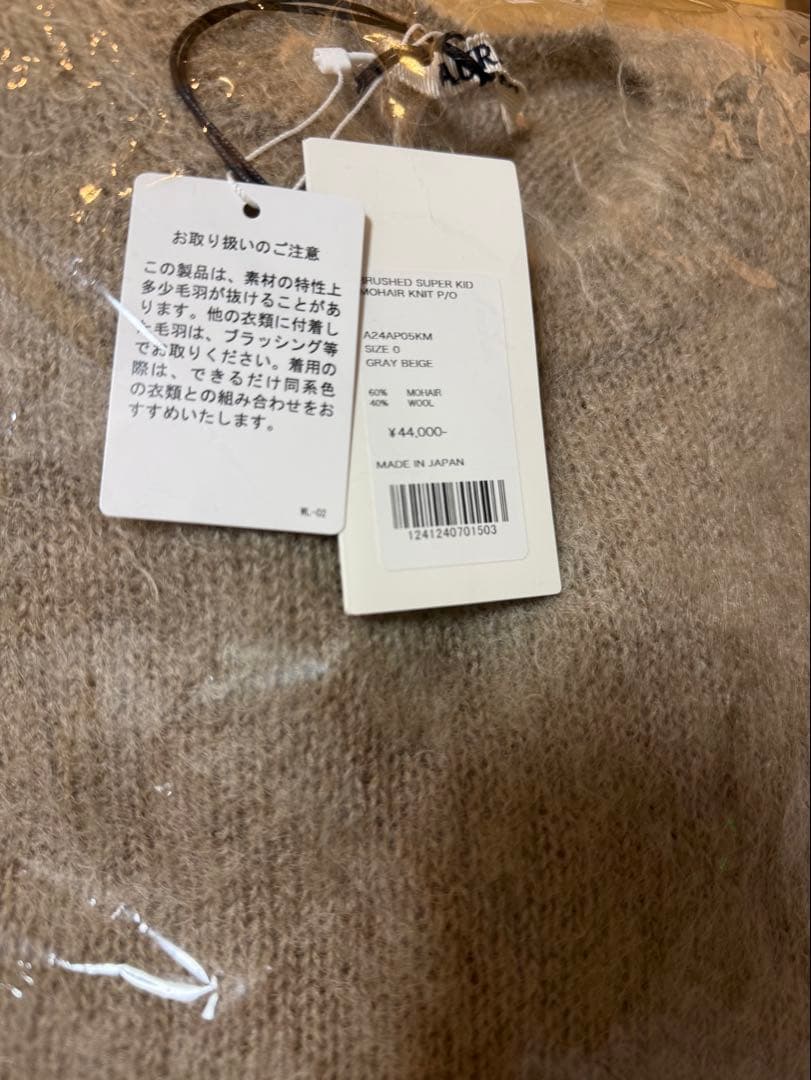 お取り扱いのご注意
この製品は、素材の特性上
多少毛羽が抜けることがあ
ります。他の衣類に付着し
た毛羽は、ブラッシング等
でお取りください。着用の
際は、できるだけ同系色
の衣類との組み合わせをお
すすめいたします。
WL-02
BRUSHED SUPER KID
MOHAIR KNIT P/O
A24AP05KM
SIZE 0
GRAY BEIGE
60% MOHAIR
40% WOOL
¥44,000-
MADE IN JAPAN
1241240701503